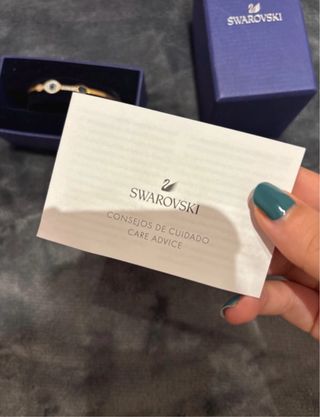 SWAROVSKI
SWAROVSKI
CONSEJOS DE CUIDADO
CARE ADVICE